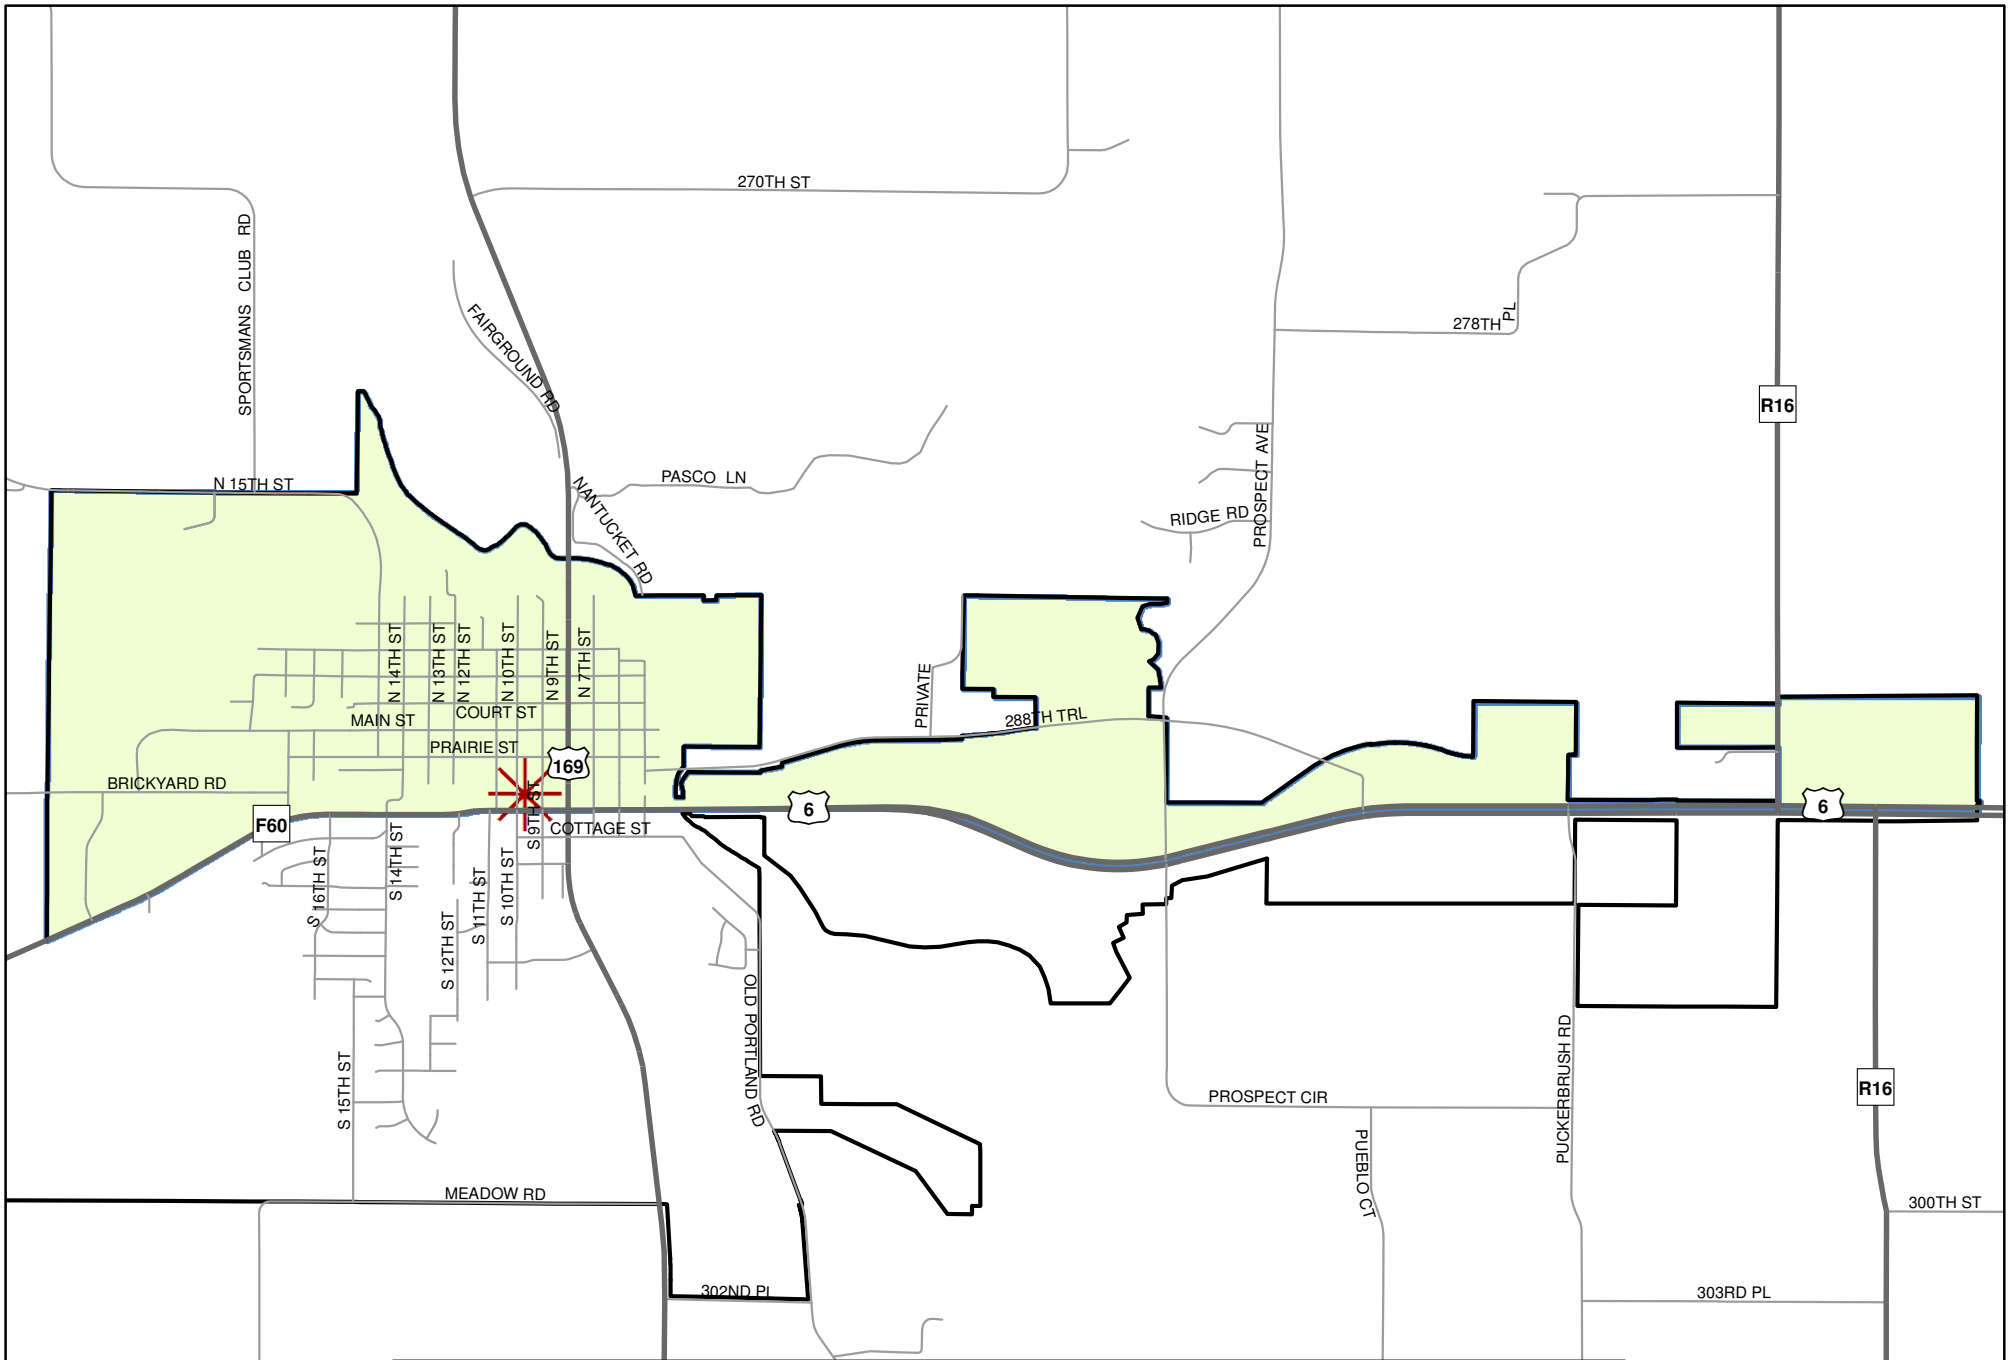 270TH ST
SPORTSMANS CLUB RD
FAIRGROUND RD
278TH PL
R16
PROSPECT AVE
PASCO LN
N 15TH ST
NANTUCKET RD
RIDGE RD
N 14TH ST
N 13TH ST
N 12TH ST
N 10TH ST
N 9TH ST
N 7TH ST
PRIVATE
COURT ST
MAIN ST
288TH TRL
PRAIRIE ST
169
BRICKYARD RD
6
6
F60
S 9TH ST
COTTAGE ST
S 16TH ST
S 14TH ST
S 11TH ST
S 10TH ST
S 12TH ST
OLD PORTLAND RD
S 15TH ST
PUCKERBRUSH RD
R16
PROSPECT CIR
PUEBLO CT
MEADOW RD
300TH ST
302ND PL
303RD PL